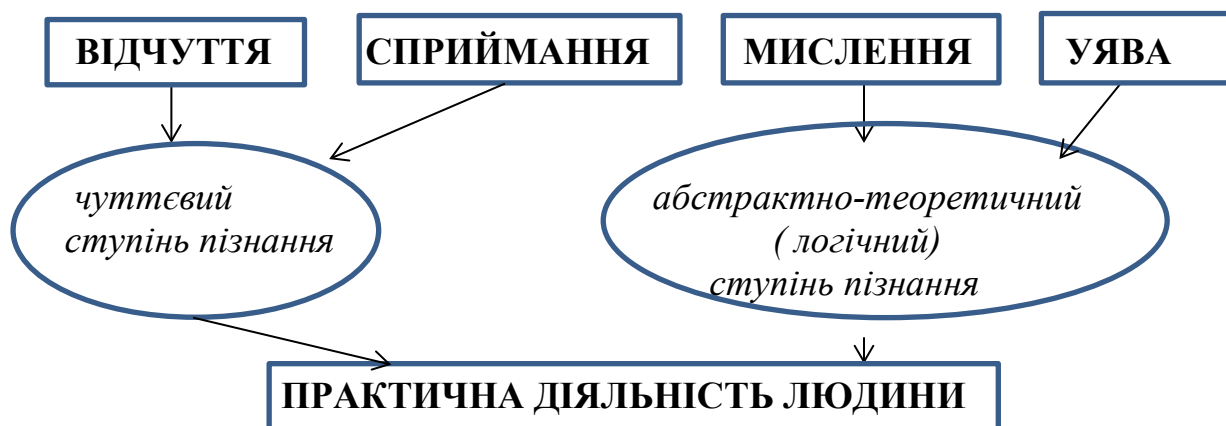 ВІДЧУТТЯ
СПРИЙМАННЯ
МИСЛЕННЯ
УЯВА
чуттєвий
ступінь пізнання
абстрактно-теоретичний
( логічний)
ступінь пізнання
ПРАКТИЧНА ДІЯЛЬНІСТЬ ЛЮДИНИ